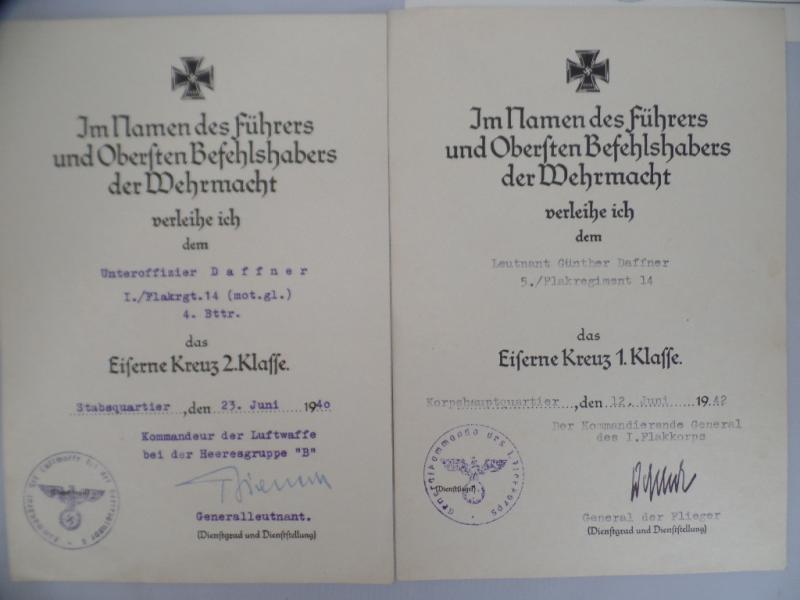 Im Namen des Führers
und Obersten Befehlshabers
der Wehrmacht
verleihe ich
dem
Unteroffizier Daffner
I./Flakrgt.14 (mot.gl.)
4. Bttr.
das
Eiserne Kreuz 2. Klasse.
Stabsquartier ,den 23. Juni 1940
Kommandeur der Luftwaffe
bei der Heeresgruppe "B"
Generalleutnant.
(Dienstgrad und Dienststellung)
Im Namen des Führers
und Obersten Befehlshabers
der Wehrmacht
verleihe ich
dem
Leutnant Günther Daffner
5./Flakregiment 14
das
Eiserne Kreuz 1. Klasse.
Korpshauptquartier ,den 12. Juni 1942
Der Kommandierende General
des I.Flakkorps
Generalkommando des
(Dienstsiegel)
General der Flieger
(Dienstgrad und Dienststellung)